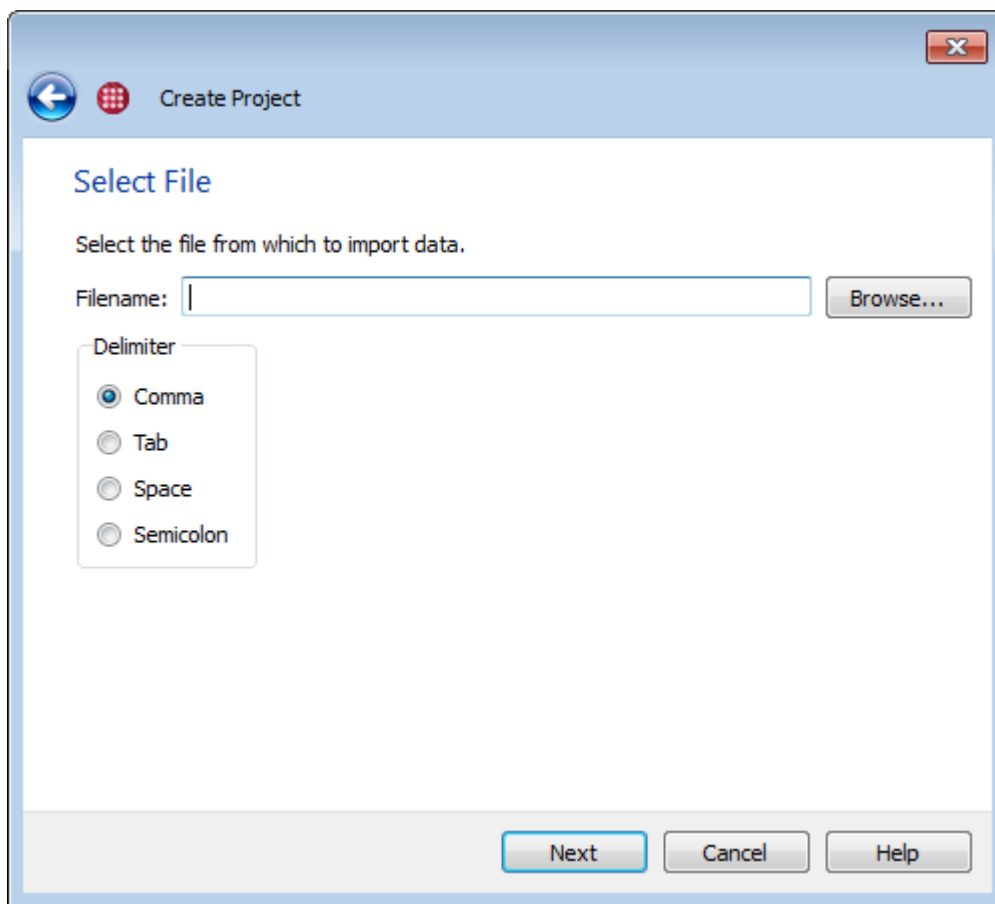 Create Project
Select File
Select the file from which to import data.
Filename: Browse...
Delimiter
Comma
Tab
Space
Semicolon
Next Cancel Help